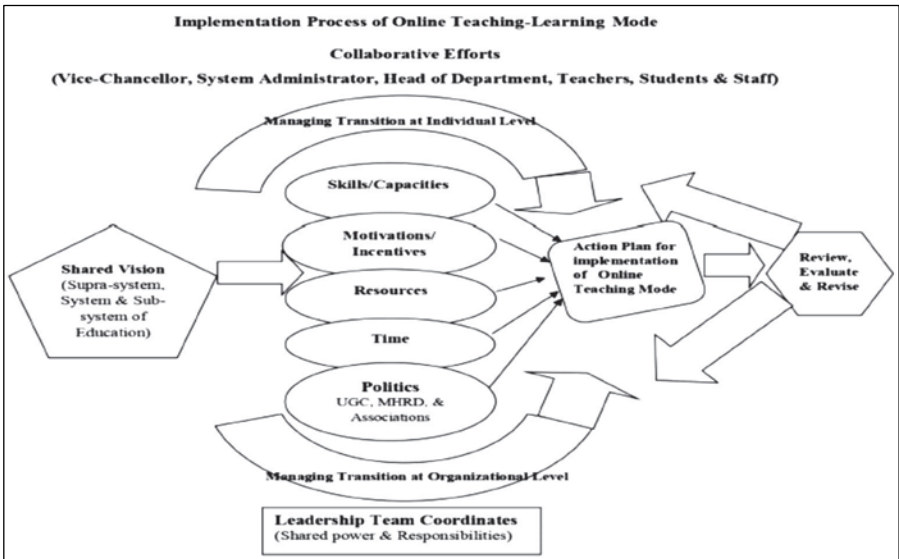 Implementation Process of Online Teaching-Learning Mode
Collaborative Efforts
(Vice-Chancellor, System Administrator, Head of Department, Teachers, Students & Staff)
Managing Transition at Individual Level
Skills/Capacities
Motivations/
Incentives
Resources
Time
Politics
UGC, MHRD, &
Associations
Shared Vision
(Supra-system,
System & Sub-
system of
Education)
Action Plan for
implementation
of Online
Teaching Mode
Review,
Evaluate
& Revise
Managing Transition at Organizational Level
Leadership Team Coordinates
(Shared power & Responsibilities)